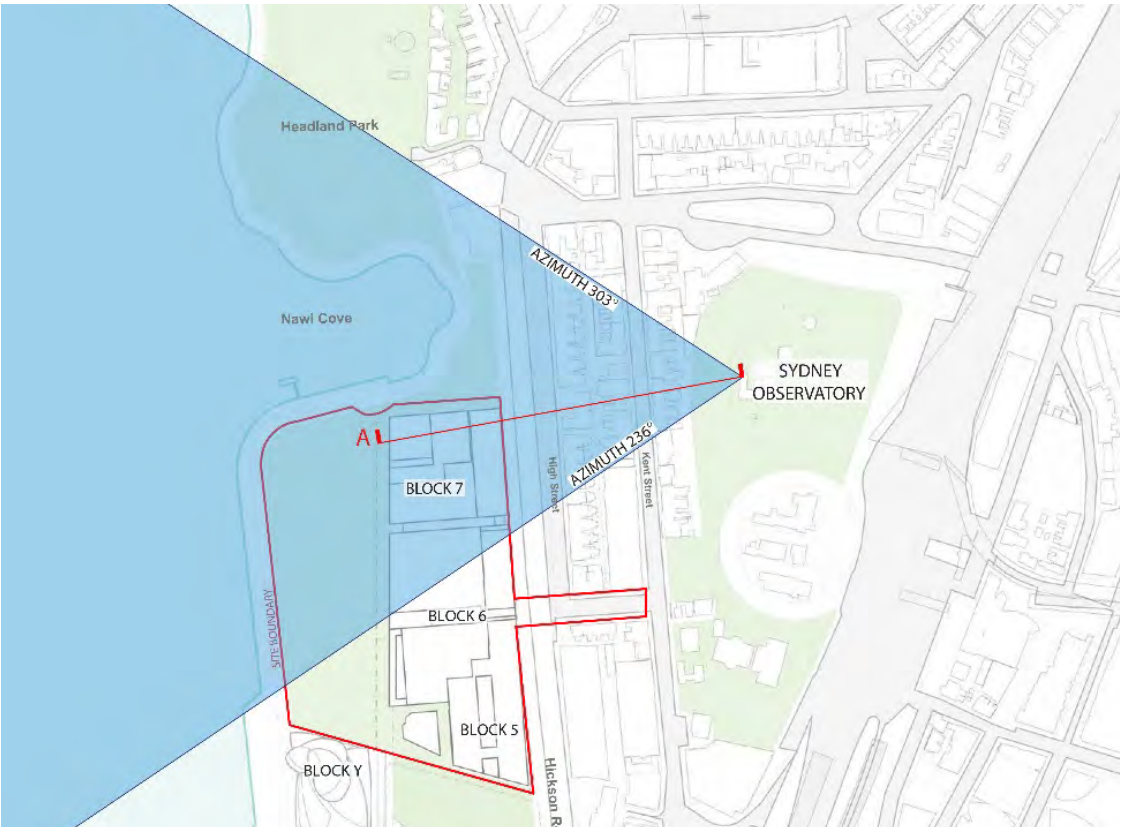 Headland Park
AZIMUTH 303°
Nawi Cove
SYDNEY
OBSERVATORY
A
AZIMUTH 236°
Kent Street
High Street
BLOCK 7
SITE BOUNDARY
BLOCK 6
BLOCK 5
BLOCK Y
Hickson R